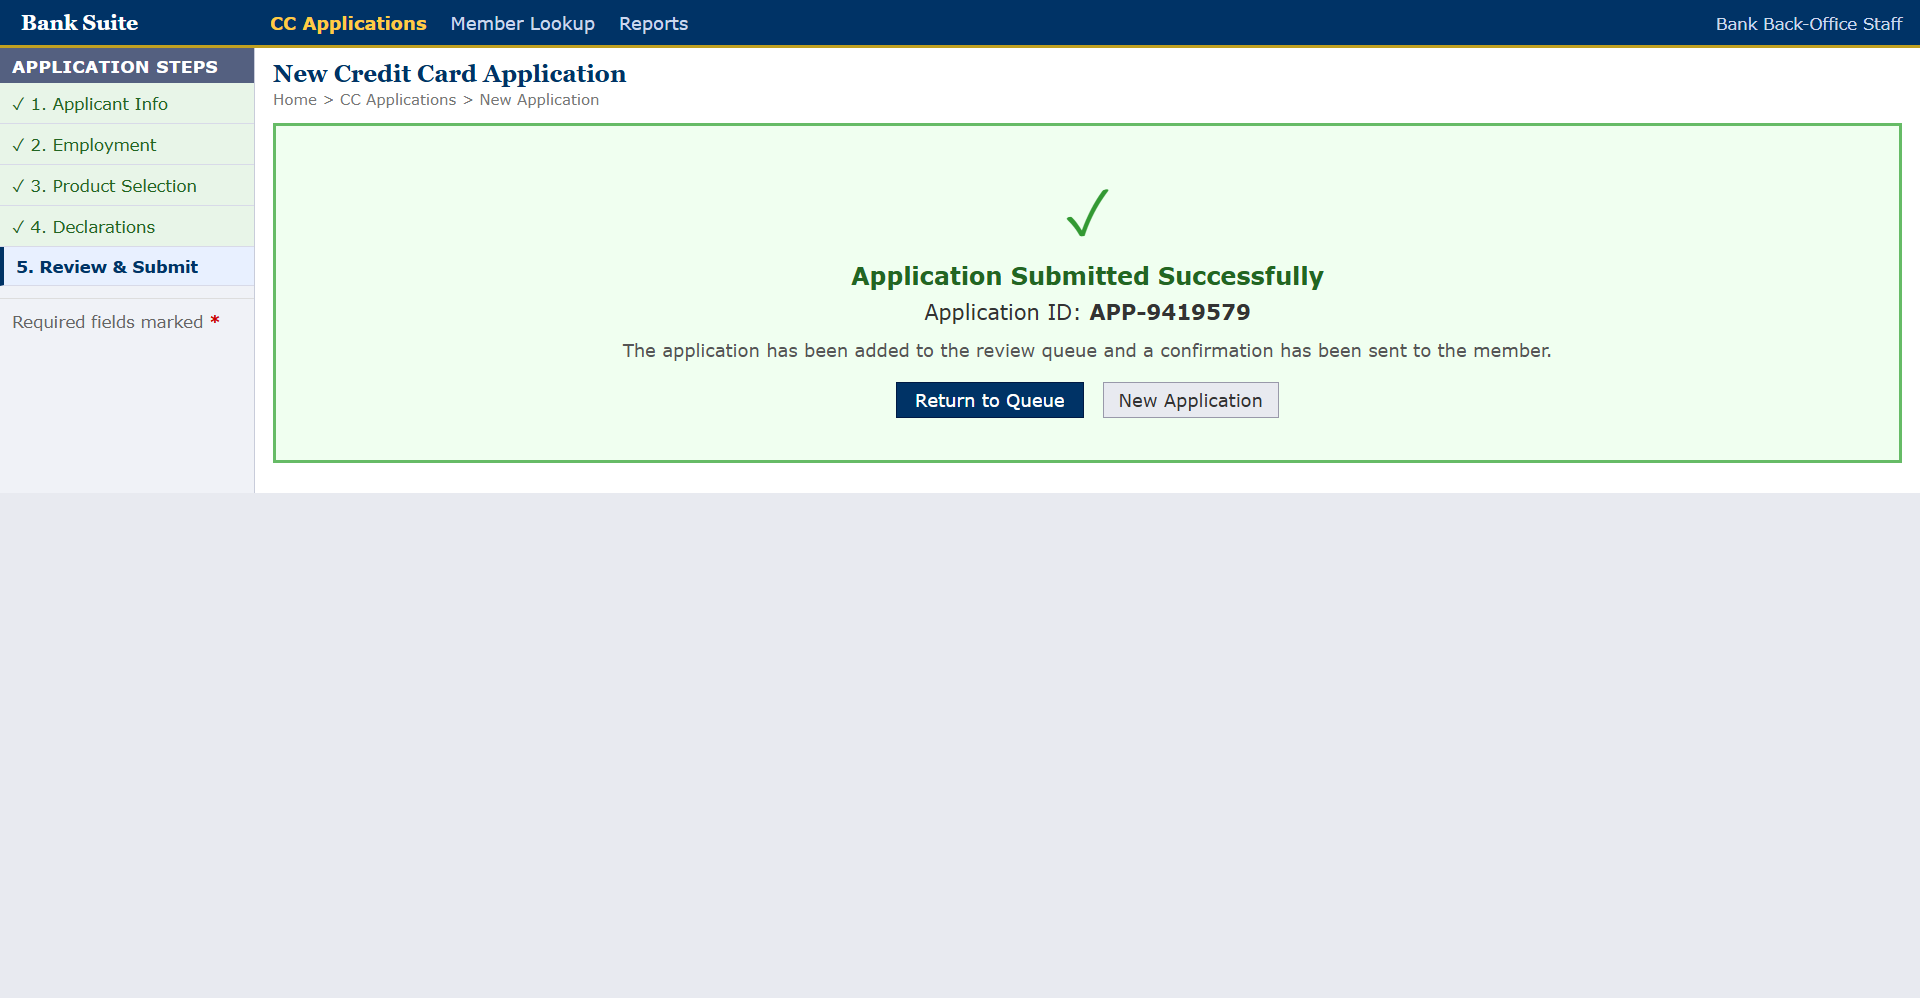 Bank Suite
CC Applications
Member Lookup
Reports
Bank Back-Office Staff
APPLICATION STEPS
✓ 1. Applicant Info
✓ 2. Employment
✓ 3. Product Selection
✓ 4. Declarations
5. Review & Submit
Required fields marked *
New Credit Card Application
Home > CC Applications > New Application
✓
Application Submitted Successfully
Application ID: APP-9419579
The application has been added to the review queue and a confirmation has been sent to the member.
Return to Queue
New Application